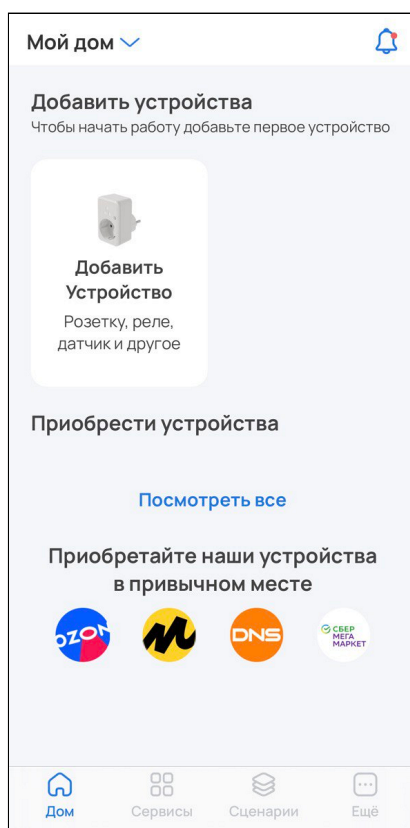 Мой дом
Добавить устройства
Чтобы начать работу добавьте первое устройство
Добавить
Устройство
Розетку, реле,
датчик и другое
Приобрести устройства
Посмотреть все
Приобретайте наши устройства
в привычном месте
OZON
DNS
СБЕР
МЕГА
МАРКЕТ
Дом
Сервисы
Сценарии
Ещё